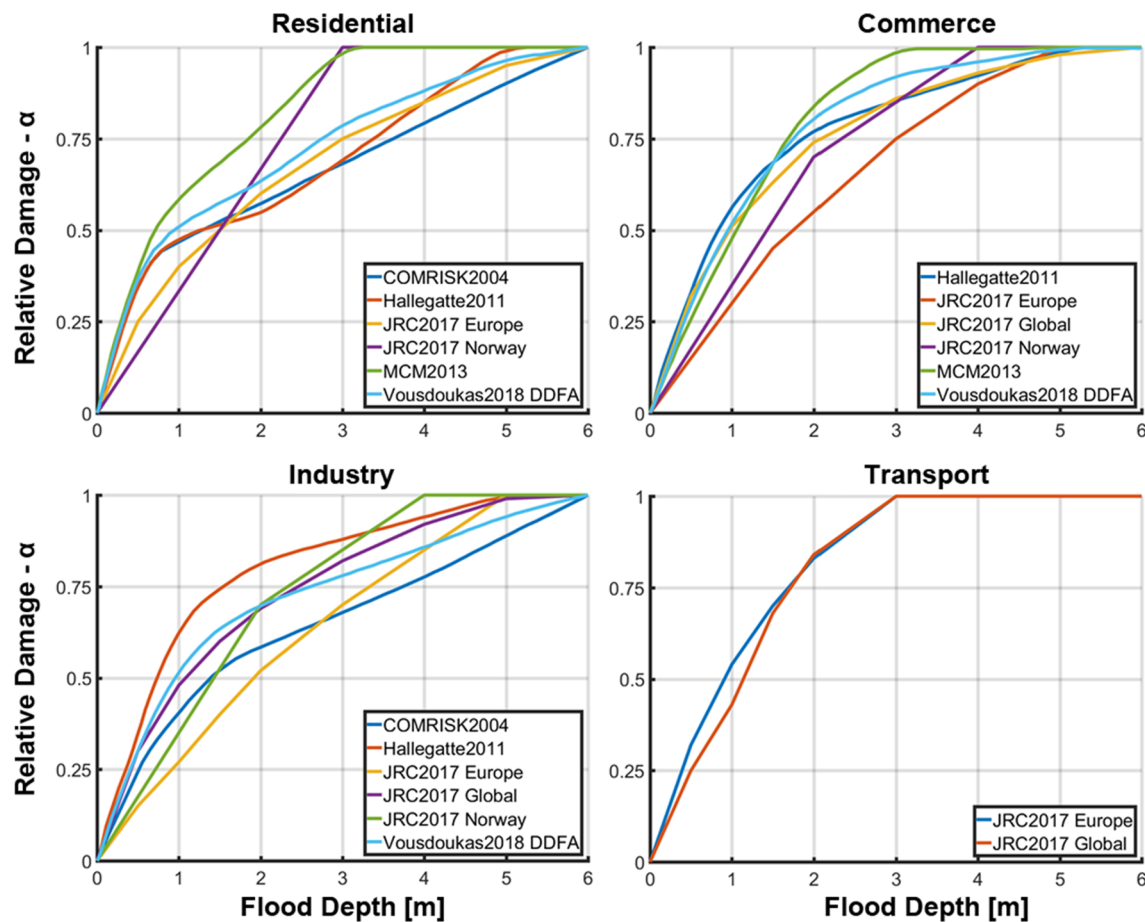 Residential
Relative Damage - α
1
0.75
0.5
0.25
0
COMRISK2004
Hallegatte2011
JRC2017 Europe
JRC2017 Norway
MCM2013
Vousdoukas2018 DDFA
0 1 2 3 4 5 6
Commerce
1
0.75
0.5
0.25
0
Hallegatte2011
JRC2017 Europe
JRC2017 Global
JRC2017 Norway
MCM2013
Vousdoukas2018 DDFA
0 1 2 3 4 5 6
Industry
Relative Damage - α
1
0.75
0.5
0.25
0
COMRISK2004
Hallegatte2011
JRC2017 Europe
JRC2017 Global
JRC2017 Norway
Vousdoukas2018 DDFA
0 1 2 3 4 5 6
Flood Depth [m]
Transport
1
0.75
0.5
0.25
0
JRC2017 Europe
JRC2017 Global
0 1 2 3 4 5 6
Flood Depth [m]